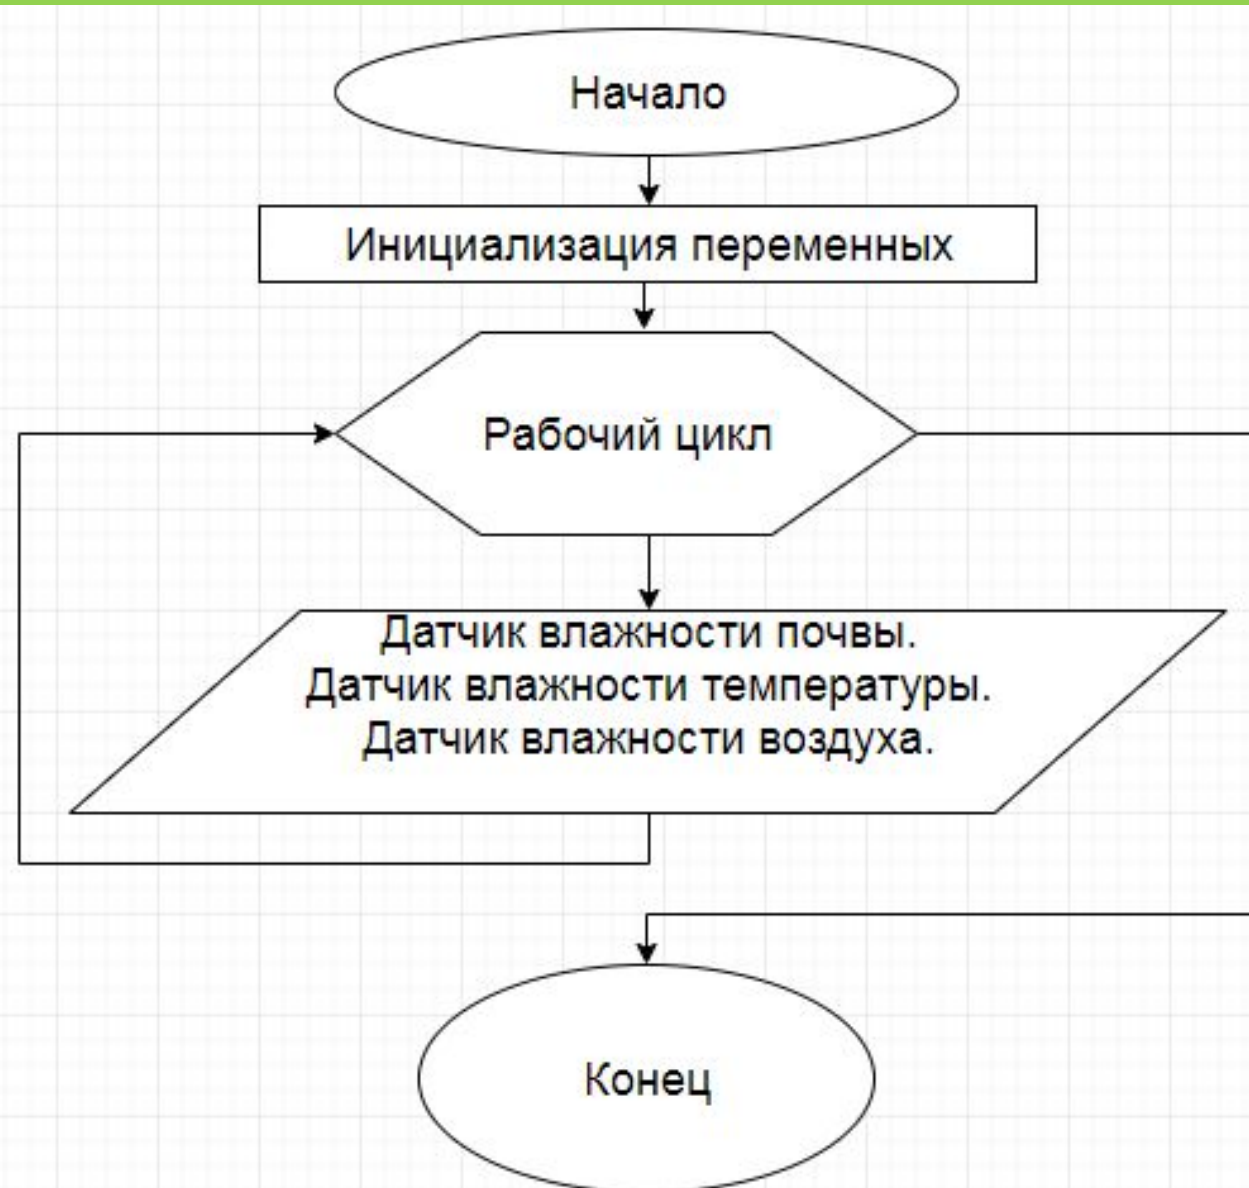 Начало
Инициализация переменных
Рабочий цикл
Датчик влажности почвы.
Датчик влажности температуры.
Датчик влажности воздуха.
Конец